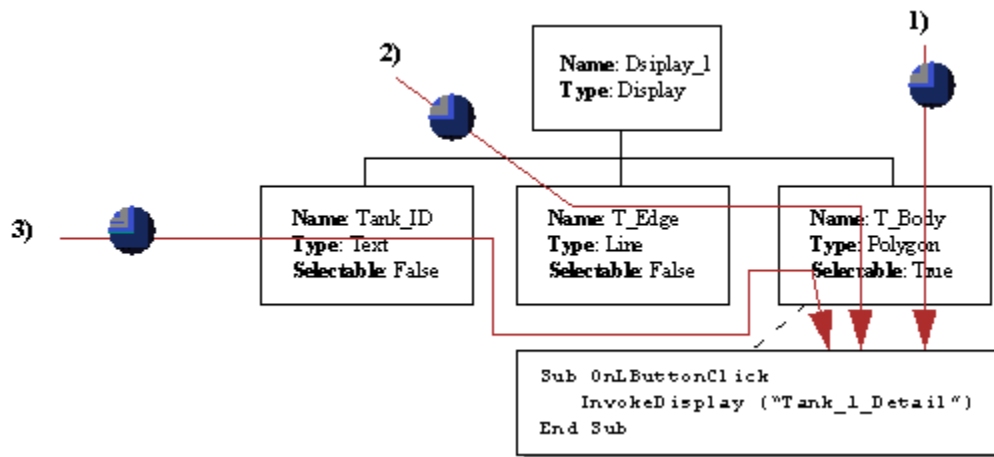 1)
2)
Name: Dsiplay_1
Type: Display
3)
Name: Tank_ID
Type: Text
Selectable: False
Name: T_Edge
Type: Line
Selectable: False
Name: T_Body
Type: Polygon
Selectable: True
Sub OnLButtonClick
InvokeDisplay (“Tank_1_Detail”)
End Sub